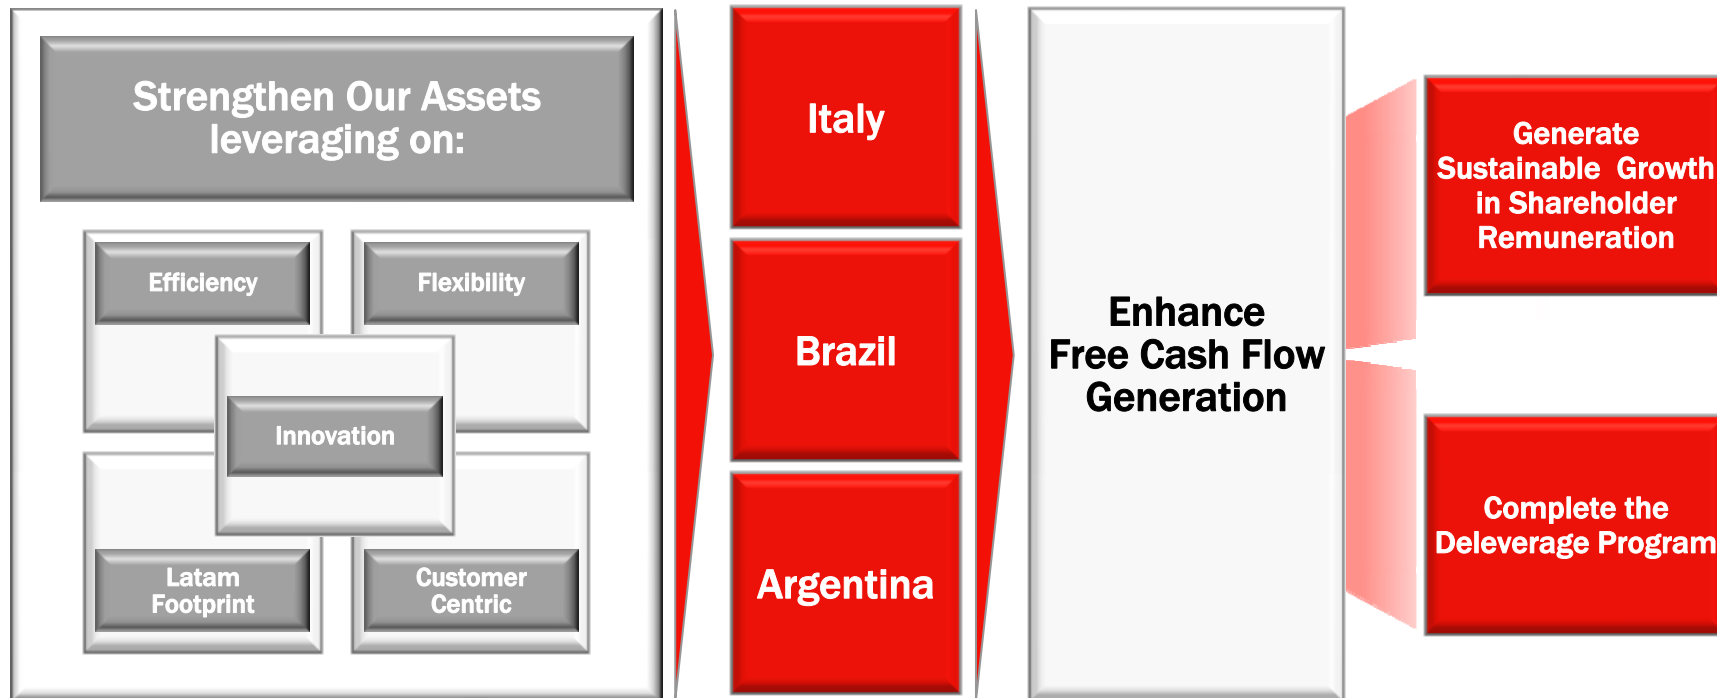 Strengthen Our Assets
leveraging on:
Efficiency
Flexibility
Innovation
Latam
Footprint
Customer
Centric
Italy
Brazil
Argentina
Enhance
Free Cash Flow
Generation
Generate
Sustainable Growth
in Shareholder
Remuneration
Complete the
Deleverage Program